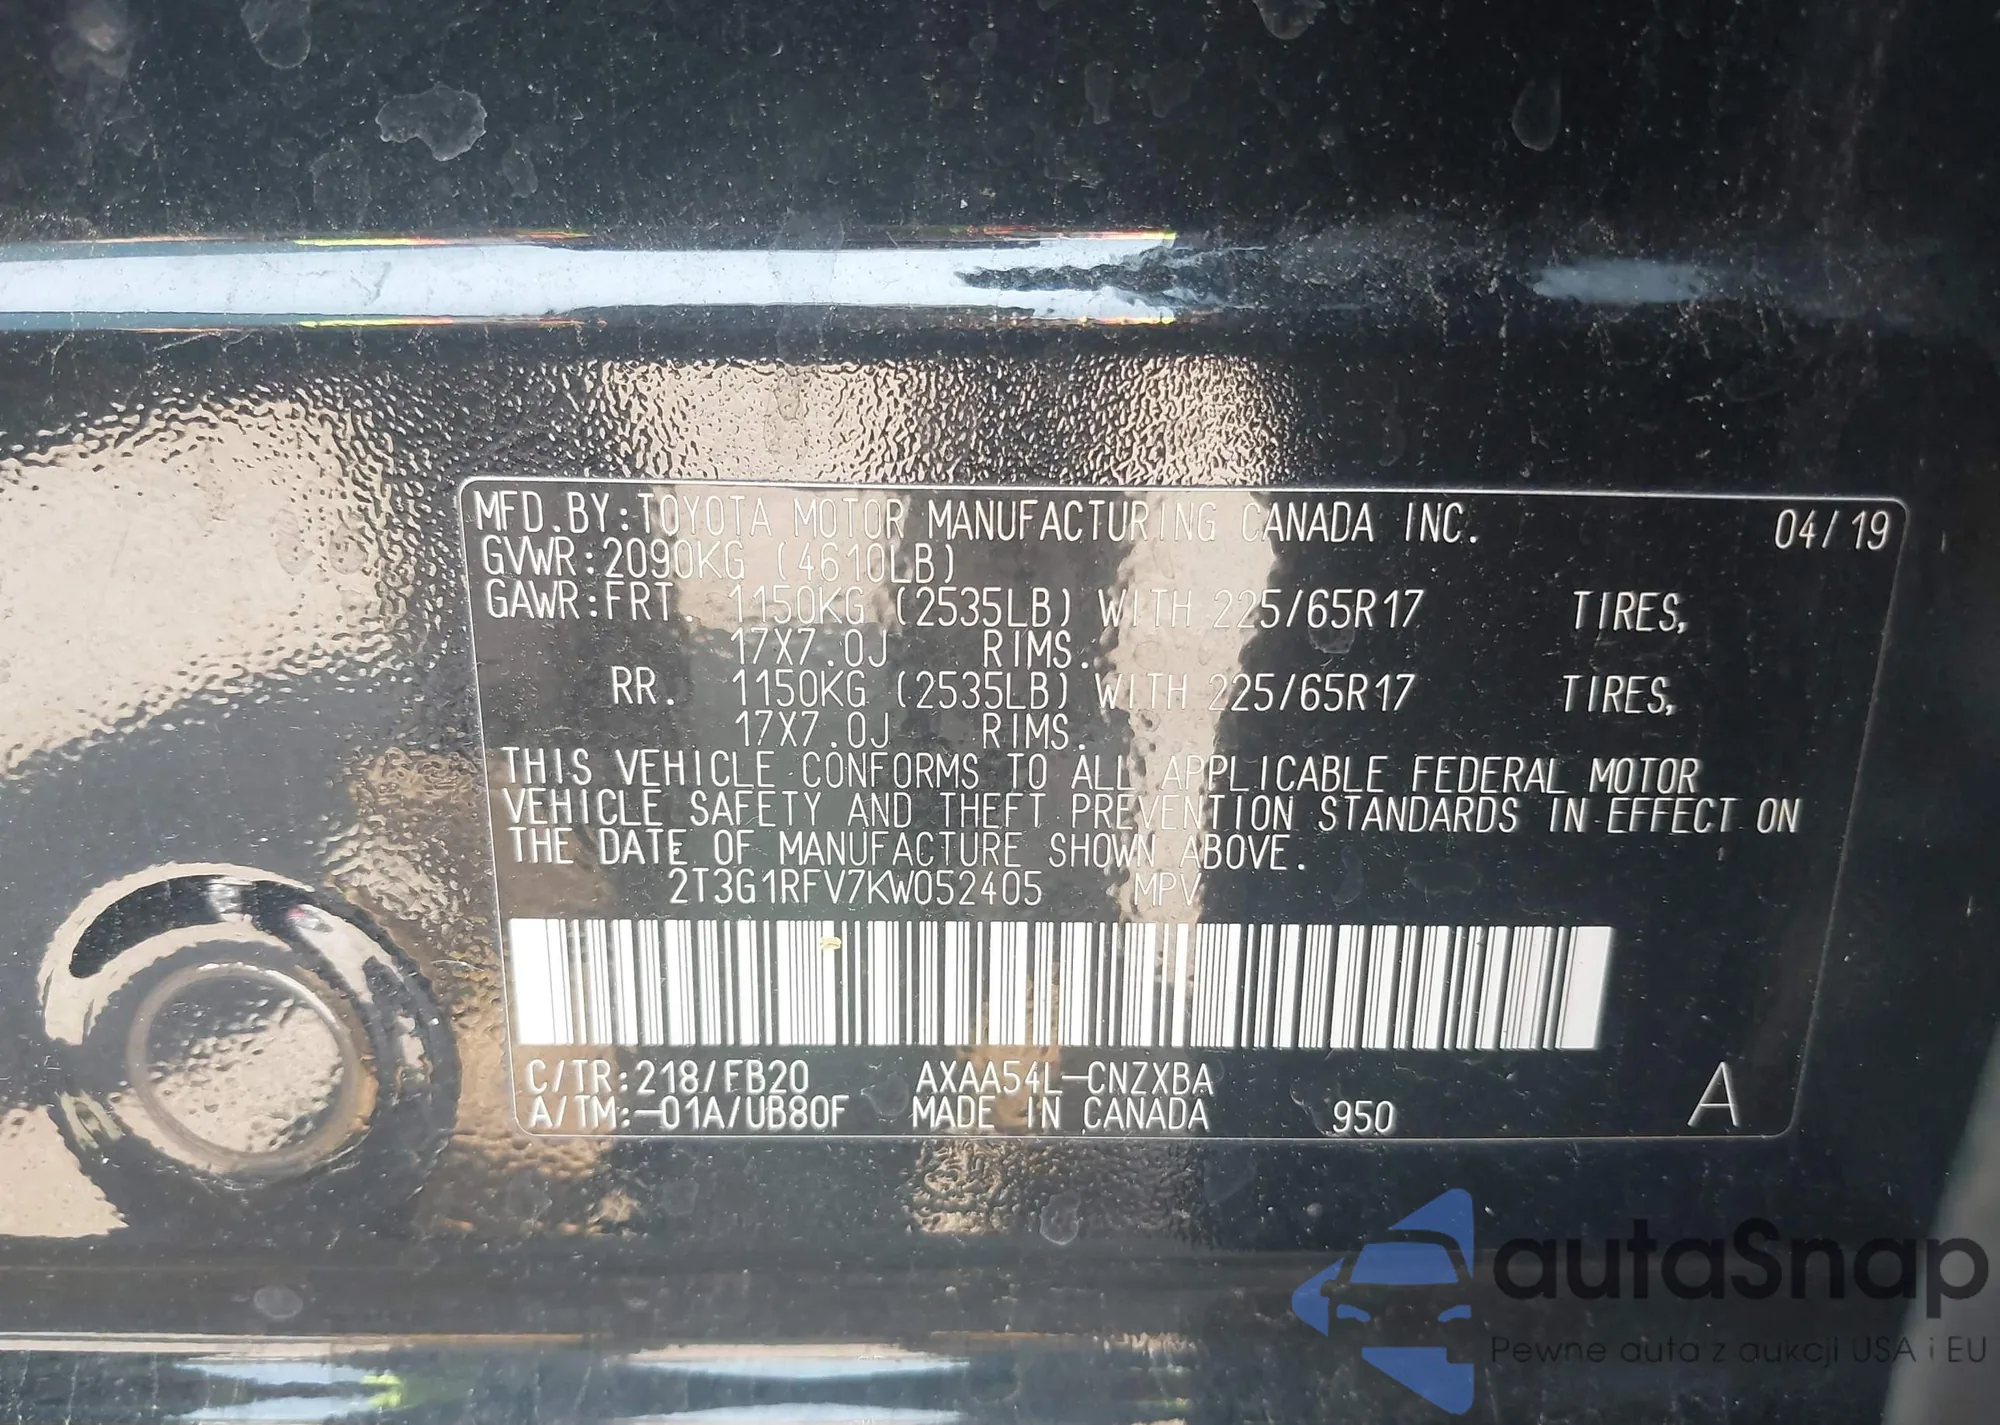 MFD.BY:TOYOTA MOTOR MANUFACTURING CANADA INC. 04/19
GVWR:2090KG (4610LB)
GAWR:FRT. 1150KG (2535LB) WITH 225/65R17 TIRES,
17X7.0J RIMS.
RR. 1150KG (2535LB) WITH 225/65R17 TIRES,
17X7.0J RIMS.
THIS VEHICLE CONFORMS TO ALL APPLICABLE FEDERAL MOTOR
VEHICLE SAFETY AND THEFT PREVENTION STANDARDS IN EFFECT ON
THE DATE OF MANUFACTURE SHOWN ABOVE.
2T3G1RFV7KW052405 MPV
C/TR:218/FB20 AXAA54L-CNZXBA
A/TM:-01A/UB80F MADE IN CANADA 950 A
autaSnap
Pewne auta z aukcji USA i EU